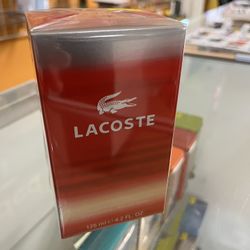 LACOSTE
125 ml ℮ 4.2 FL. OZ